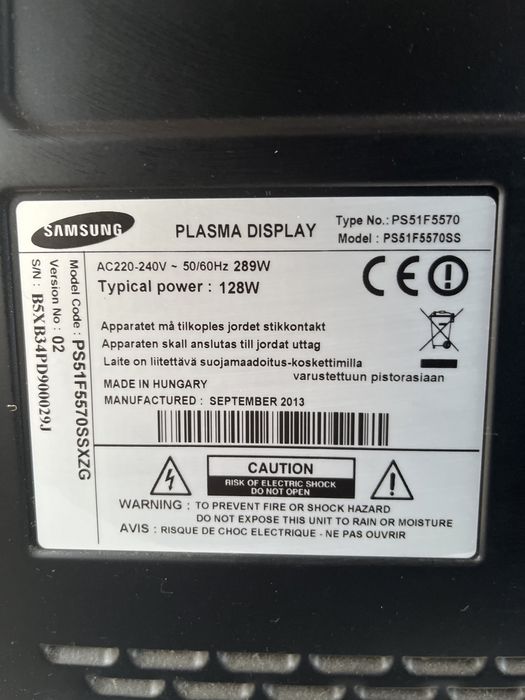 SAMSUNG
PLASMA DISPLAY
Type No.: PS51F5570
Model : PS51F5570SS
AC220-240V ~ 50/60Hz 289W
Typical power : 128W
CE
Model Code : PS51F5570SSXZG
Version No : 02
S/N : B5XB34PD900029J
Apparatet må tilkoples jordet stikkontakt
Apparaten skall anslutas till jordat uttag
Laite on liitettävä suojamaadoitus-koskettimilla
varustettuun pistorasiaan
MADE IN HUNGARY
MANUFACTURED : SEPTEMBER 2013
CAUTION
RISK OF ELECTRIC SHOCK
DO NOT OPEN
WARNING : TO PREVENT FIRE OR SHOCK HAZARD
DO NOT EXPOSE THIS UNIT TO RAIN OR MOISTURE
AVIS : RISQUE DE CHOC ELECTRIQUE - NE PAS OUVRIR